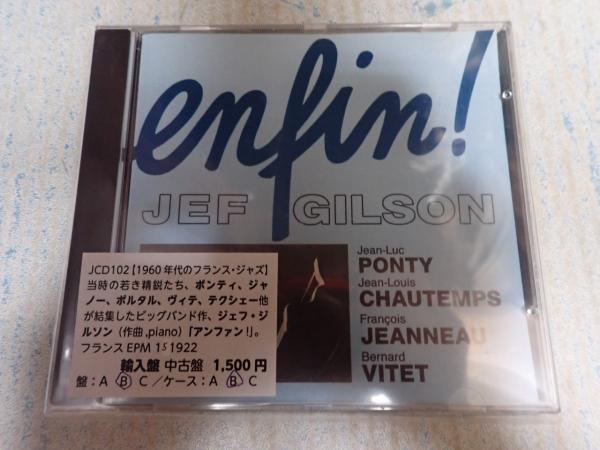 enfin!
JEF GILSON
Jean-Luc
PONTY
Jean-Louis
CHAUTEMPS
François
JEANNEAU
Bernard
VITET
JCD102【1960年代のフランス・ジャズ】
当時の若き精鋭たち、ポンティ、ジャ
ノー、ポルタル、ヴィテ、テクシェー他
が結集したビッグバンド作、ジェフ・ジ
ルソン（作曲,piano）「アンファン!」。
フランス EPM 15 1922
輸入盤 中古盤 1,500円
盤：A B C／ケース：A B C